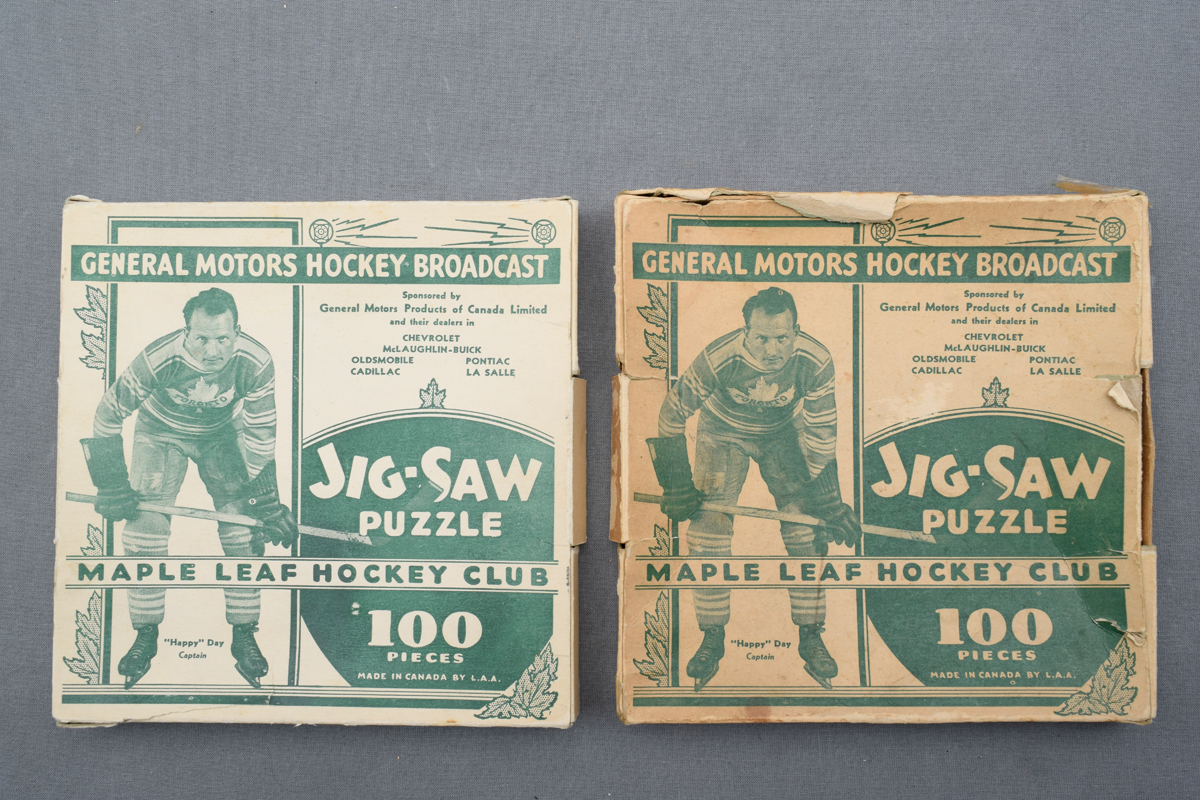 GENERAL MOTORS HOCKEY BROADCAST
Sponsored by
General Motors Products of Canada Limited
and their dealers in
CHEVROLET
McLAUGHLIN-BUICK
OLDSMOBILE PONTIAC
CADILLAC LA SALLE
TORONTO
JIG-SAW
PUZZLE
MAPLE LEAF HOCKEY CLUB
100
PIECES
"Happy" Day
Captain
MADE IN CANADA BY L.A.A.
GENERAL MOTORS HOCKEY BROADCAST
Sponsored by
General Motors Products of Canada Limited
and their dealers in
CHEVROLET
McLAUGHLIN-BUICK
OLDSMOBILE PONTIAC
CADILLAC LA SALLE
TORONTO
JIG-SAW
PUZZLE
MAPLE LEAF HOCKEY CLUB
100
PIECES
"Happy" Day
Captain
MADE IN CANADA BY L.A.A.